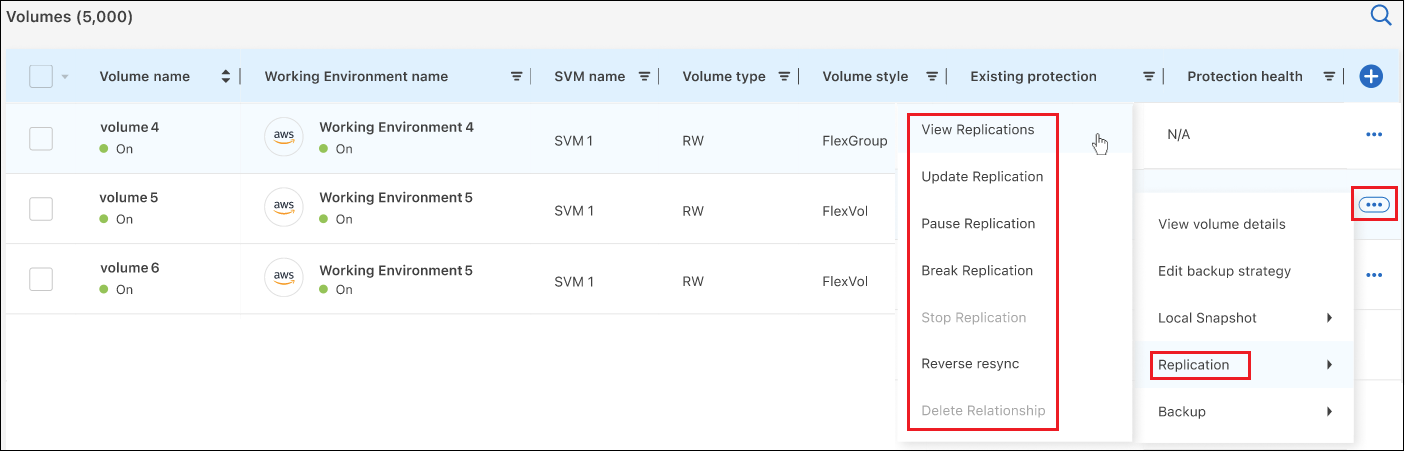 Volumes (5,000)
Volume name Working Environment name SVM name Volume type Volume style Existing protection Protection health
volume 4 aws Working Environment 4 SVM 1 RW FlexGroup N/A
On On
volume 5 aws Working Environment 5 SVM 1 RW FlexVol
On On
volume 6 aws Working Environment 5 SVM 1 RW FlexVol
On On
View Replications
Update Replication
Pause Replication
Break Replication
Stop Replication
Reverse resync
Delete Relationship
View volume details
Edit backup strategy
Local Snapshot
Replication
Backup